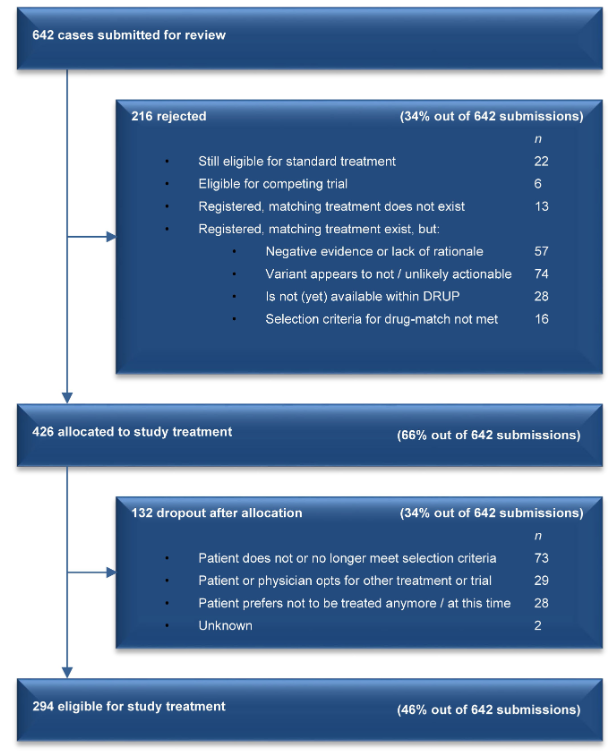 642 cases submitted for review
216 rejected (34% out of 642 submissions)
n
• Still eligible for standard treatment 22
• Eligible for competing trial 6
• Registered, matching treatment does not exist 13
• Registered, matching treatment exist, but:
• Negative evidence or lack of rationale 57
• Variant appears to not / unlikely actionable 74
• Is not (yet) available within DRUP 28
• Selection criteria for drug-match not met 16
426 allocated to study treatment (66% out of 642 submissions)
132 dropout after allocation (34% out of 642 submissions)
n
• Patient does not or no longer meet selection criteria 73
• Patient or physician opts for other treatment or trial 29
• Patient prefers not to be treated anymore / at this time 28
• Unknown 2
294 eligible for study treatment (46% out of 642 submissions)